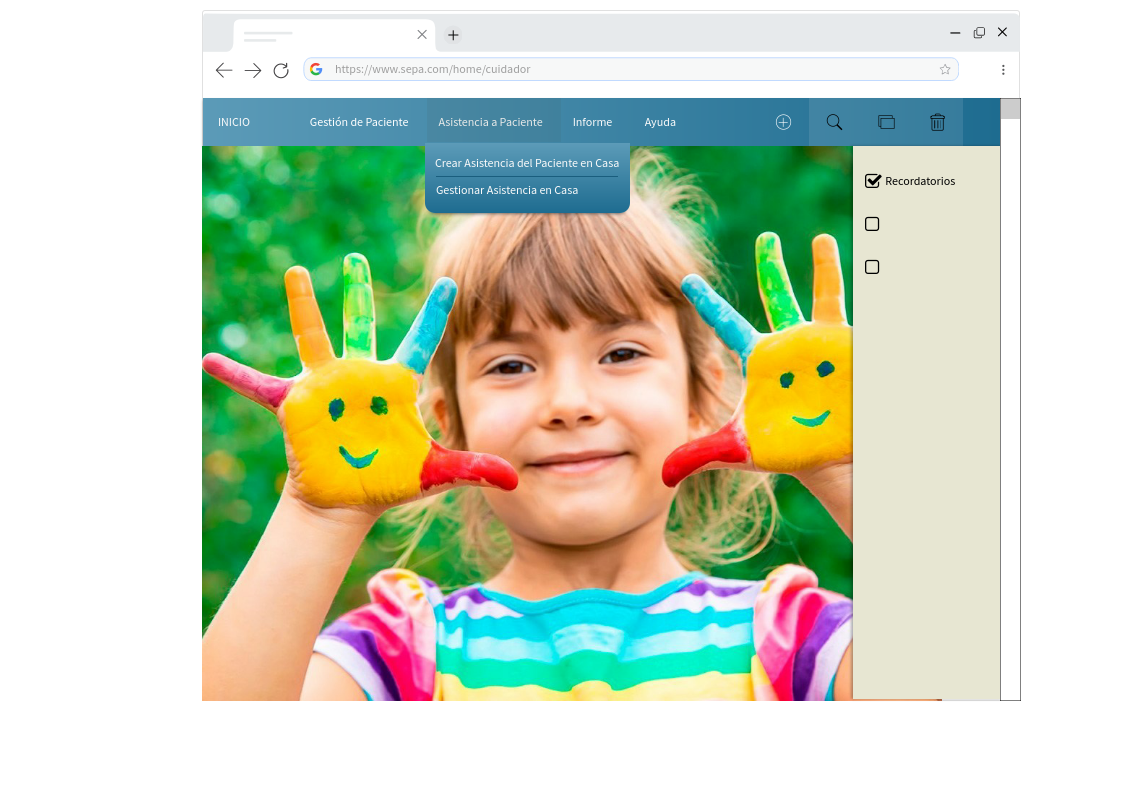 https://www.sepa.com/home/cuidador
INICIO
Gestión de Paciente
Asistencia a Paciente
Informe
Ayuda
Crear Asistencia del Paciente en Casa
Gestionar Asistencia en Casa
Recordatorios